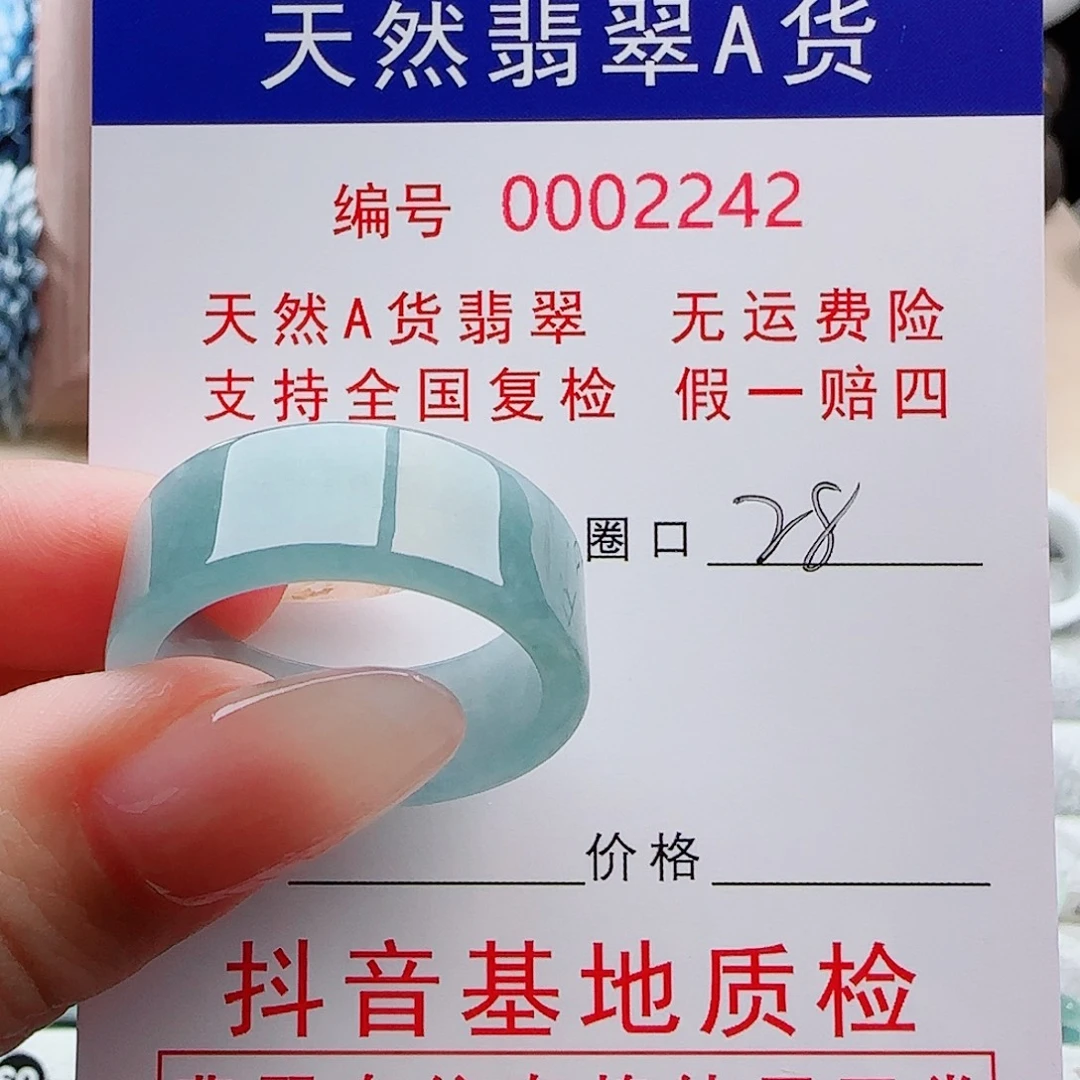 天然翡翠A货
编号 0002242
天然A货翡翠 无运费险
支持全国复检 假一赔四
圈口 28
价格
抖音基地质检